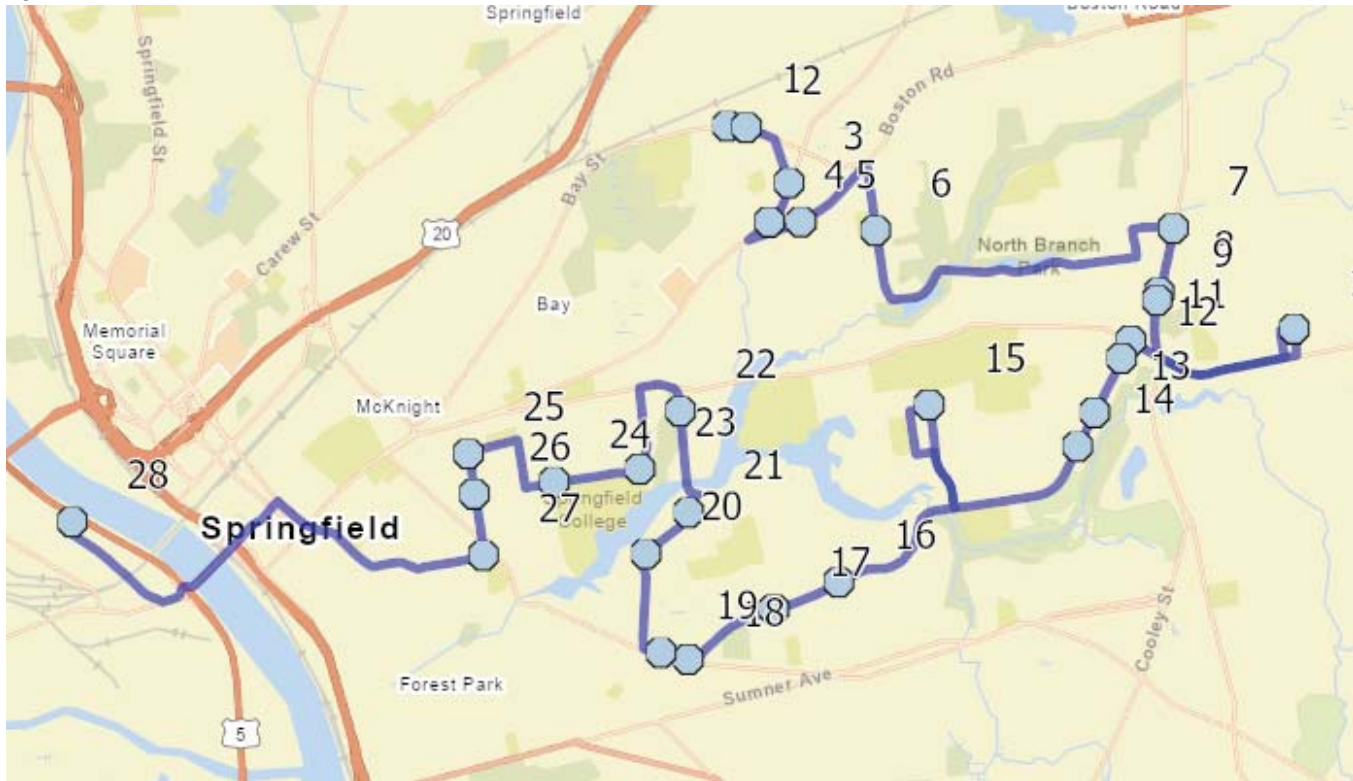 Springfield
Boston Road
Springfield St
12
Boston Rd
3
4 5
6
7
Bay St
20
Carew St
North Branch
Park
9
11
12
Bay
Memorial
Square
22
15
13
14
McKnight
25
23
24
26
21
28
27
20
Springfield
College
Springfield
16
17
19
18
Cooley St
Forest Park
Sumner Ave
5